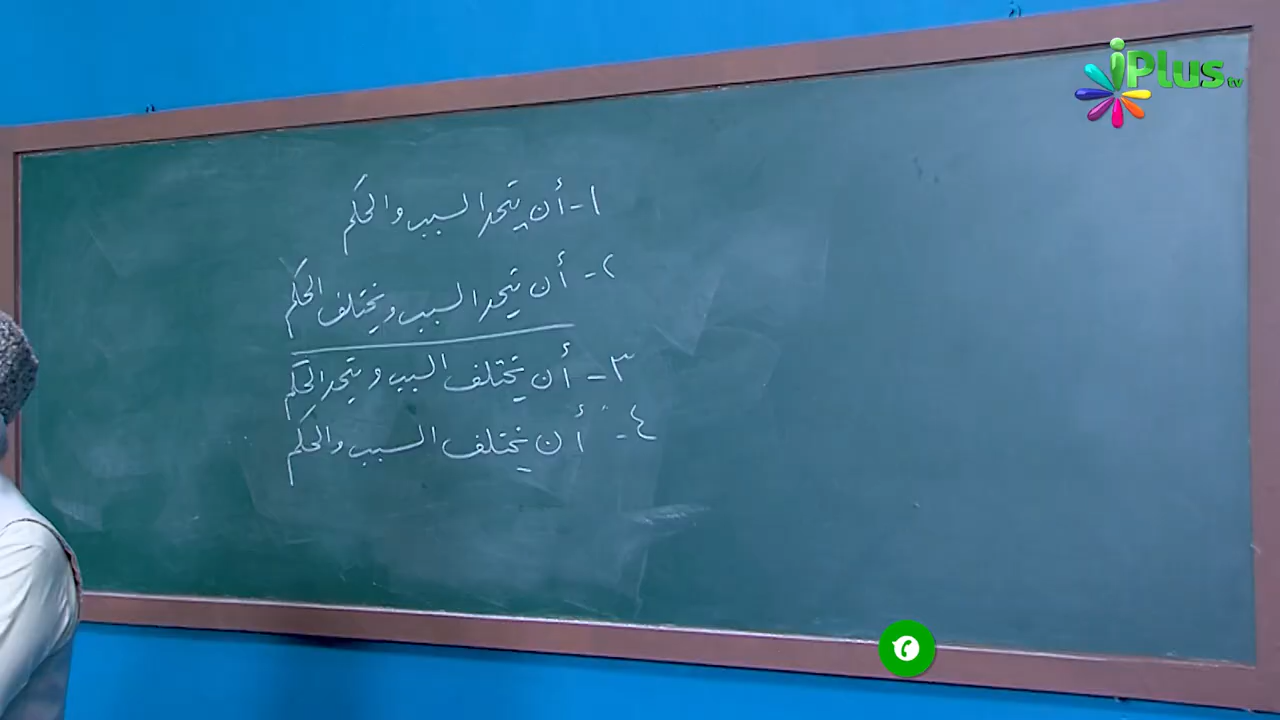 iPlus tv
١- أن يتحد السبب والحكم
٢- أن يتحد السبب ويختلف الحكم
٣- أن يختلف السبب ويتحد الحكم
٤- أن يختلف السبب والحكم